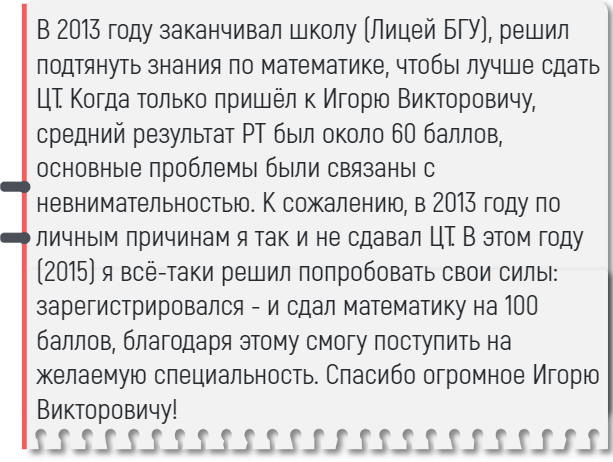 В 2013 году заканчивал школу (Лицей БГУ), решил
подтянуть знания по математике, чтобы лучше сдать
ЦТ. Когда только пришёл к Игорю Викторовичу,
средний результат РТ был около 60 баллов,
основные проблемы были связаны с
невнимательностью. К сожалению, в 2013 году по
личным причинам я так и не сдавал ЦТ. В этом году
(2015) я всё-таки решил попробовать свои силы:
зарегистрировался - и сдал математику на 100
баллов, благодаря этому смогу поступить на
желаемую специальность. Спасибо огромное Игорю
Викторовичу!